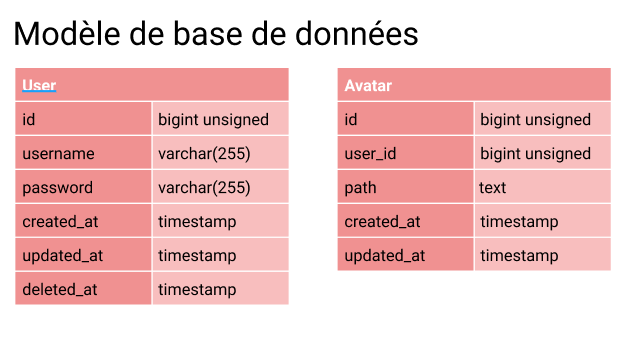 Modèle de base de données
User
id bigint unsigned
username varchar(255)
password varchar(255)
created_at timestamp
updated_at timestamp
deleted_at timestamp
Avatar
id bigint unsigned
user_id bigint unsigned
path text
created_at timestamp
updated_at timestamp